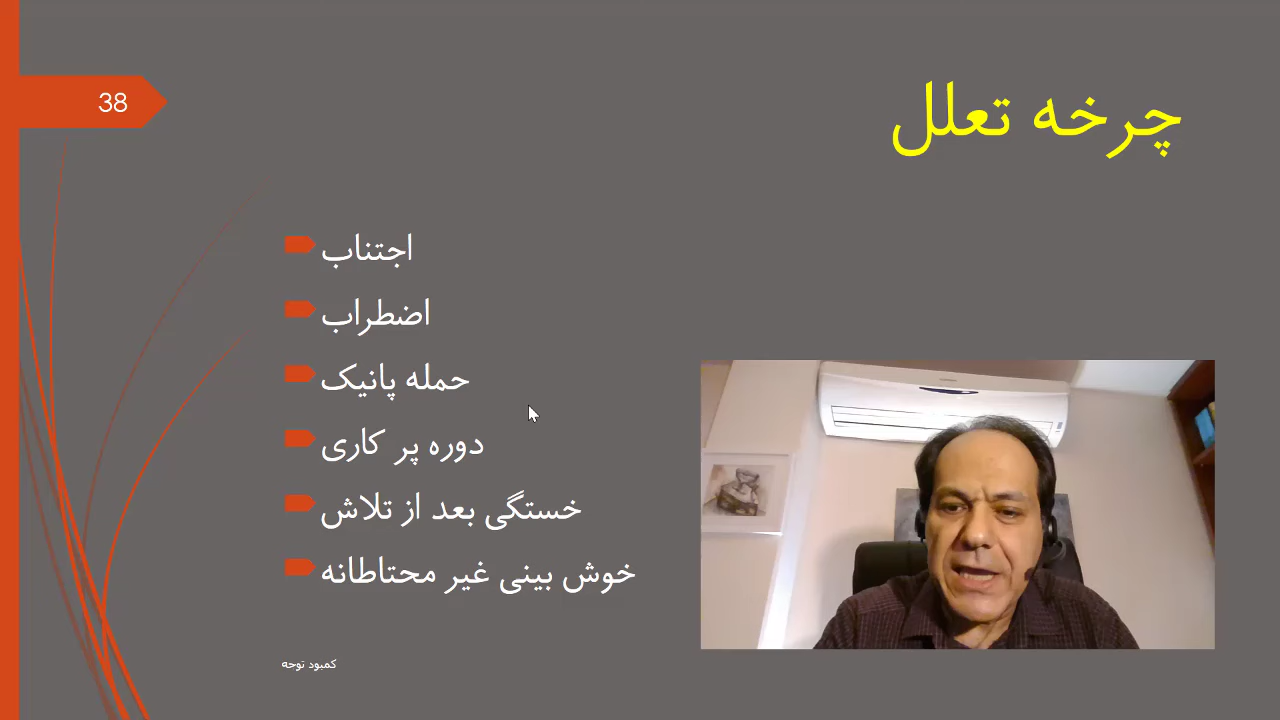 38
چرخه تعلل
اجتناب
اضطراب
حمله پانیک
دوره پر کاری
خستگی بعد از تلاش
خوش بینی غیر محتاطانه
کمبود توجه